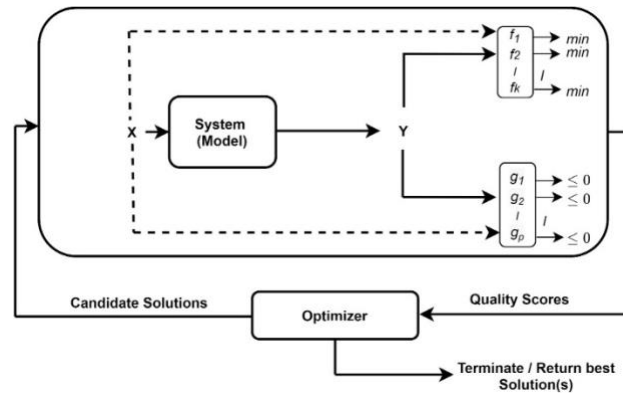 f1 min
f2 min
/ /
fk min
X
System
(Model)
Y
g1 ≤ 0
g2 ≤ 0
/ /
gp ≤ 0
Candidate Solutions
Optimizer
Quality Scores
Terminate / Return best
Solution(s)